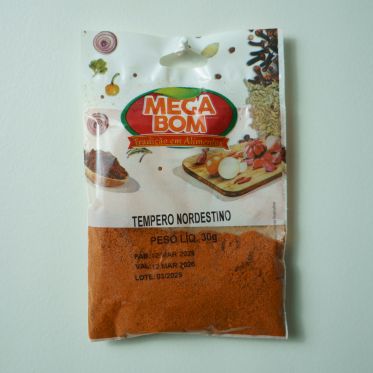 MEGA
BOM
Tradição em Alimentos
TEMPERO NORDESTINO
PESO LÍQ. 30g
FAB: 12 MAR 2025
VAL: 12 MAR 2026
LOTE: 03/2025